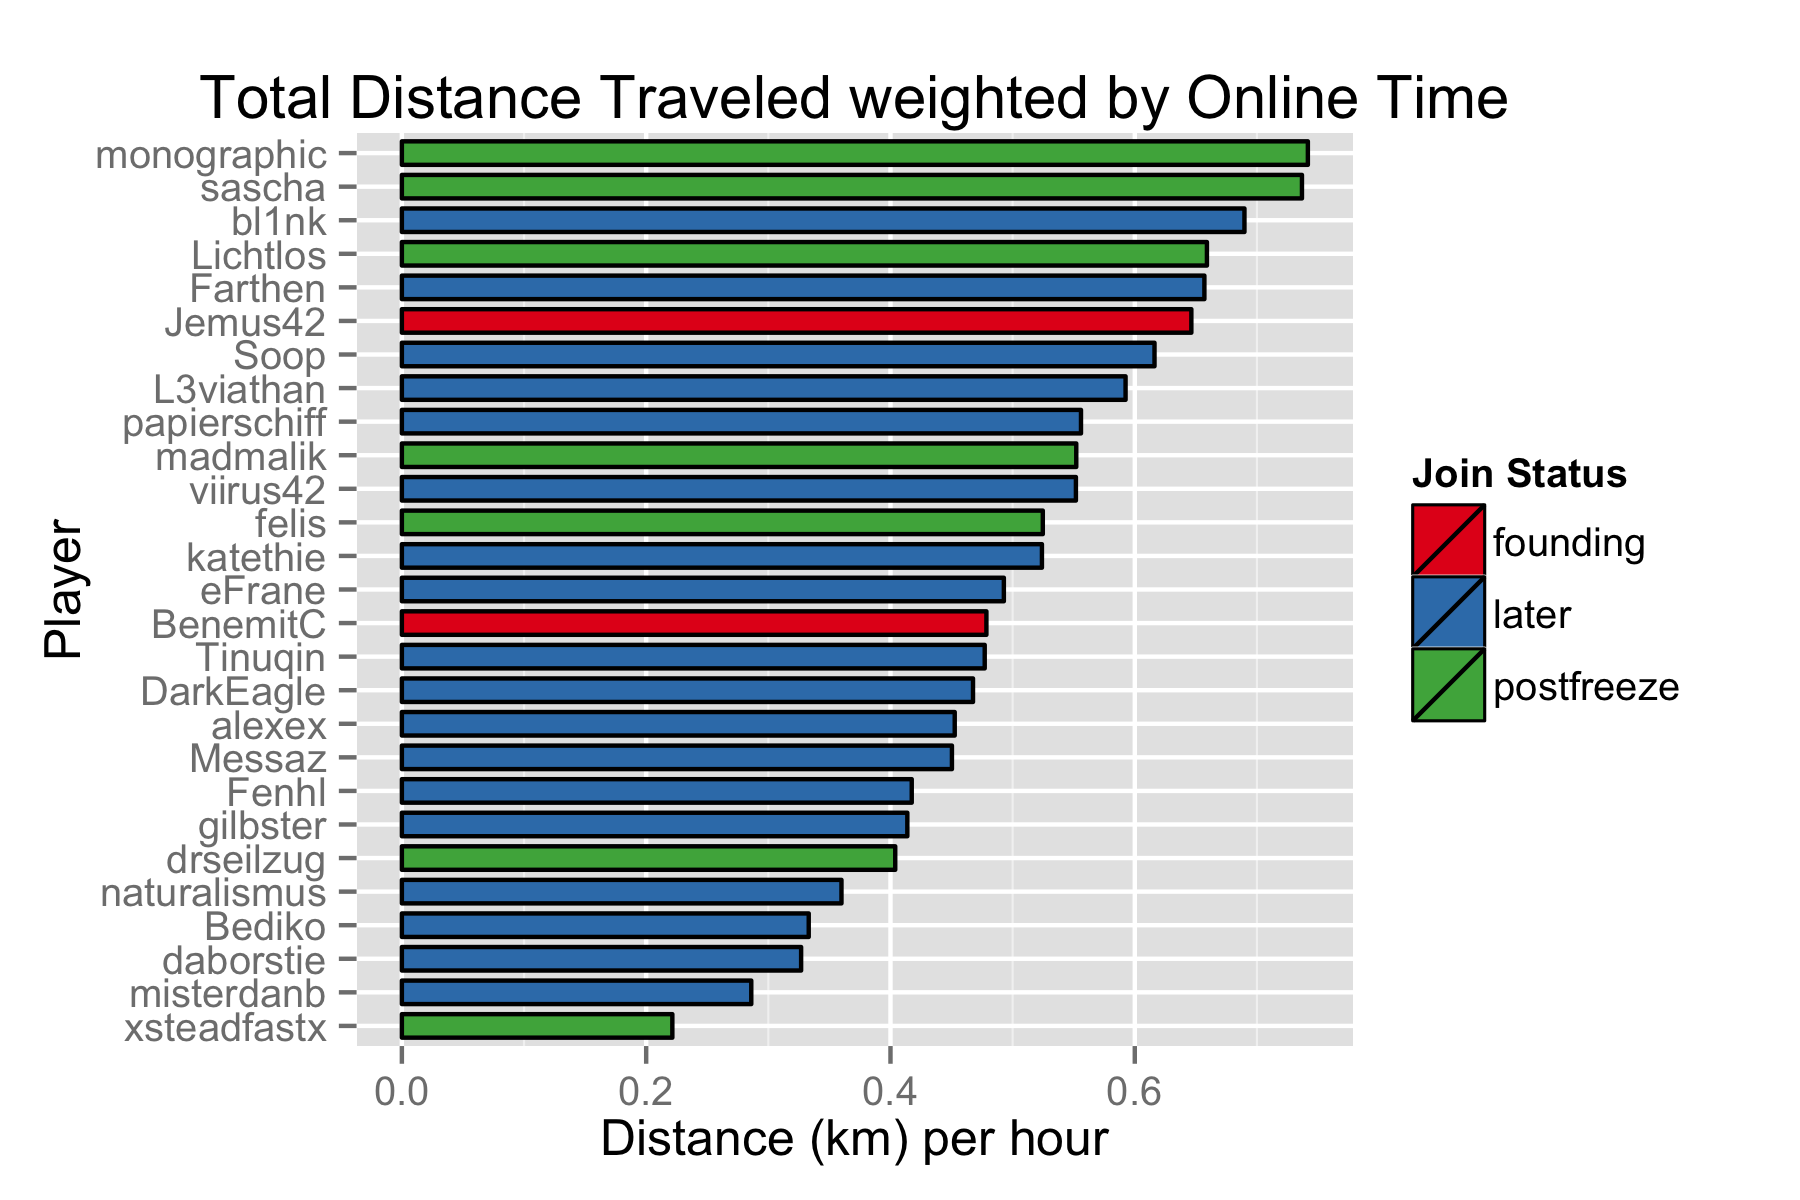 Total Distance Traveled weighted by Online Time
monographic
sascha
bl1nk
Lichtlos
Farthen
Jemus42
Soop
L3viathan
papierschiff
madmalik
viirus42
felis
katethie
eFrane
BenemitC
Tinuqin
DarkEagle
alexex
Messaz
Fenhl
gilbster
drseilzug
naturalismus
Bediko
daborstie
misterdanb
xsteadfastx
Player
0.0 0.2 0.4 0.6
Distance (km) per hour
Join Status
founding
later
postfreeze